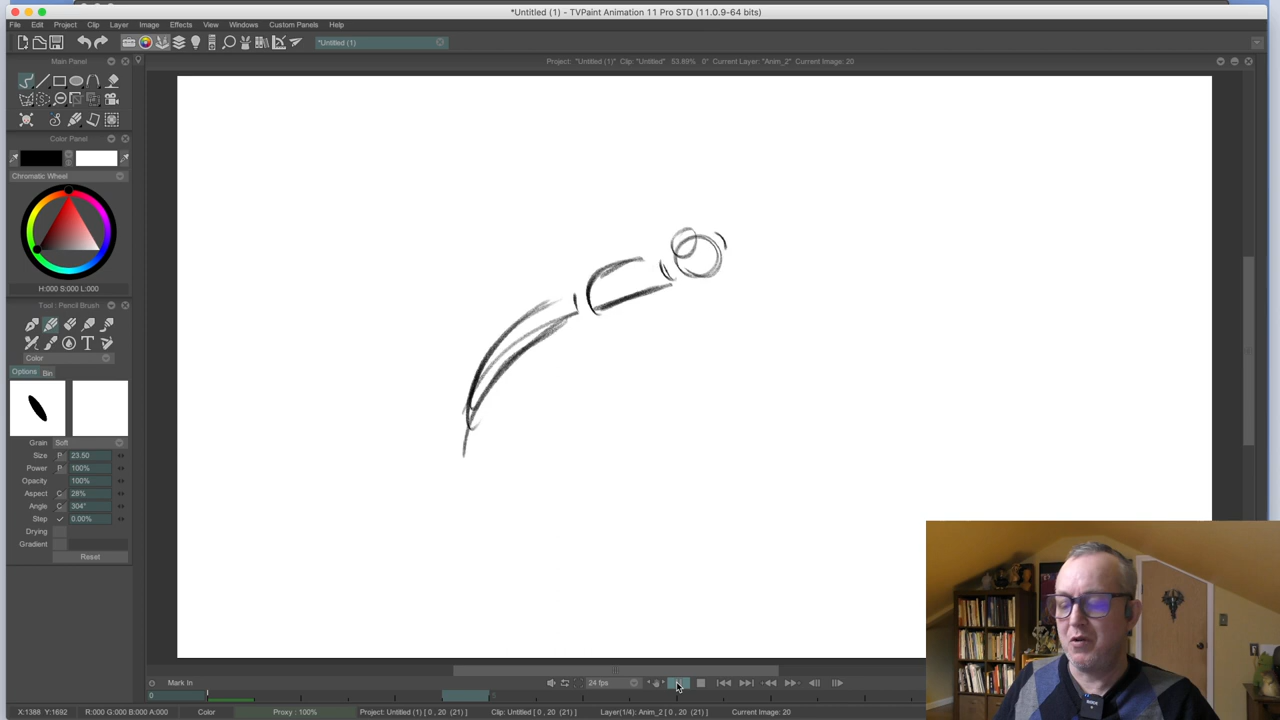 *Untitled (1) - TVPaint Animation 11 Pro STD (11.0.9-64 bits)
File Edit Project Clip Layer Image Effects View Windows Custom Panels Help
*Untitled (1)
Main Panel
Project: "Untitled (1)" Clip: "Untitled" 53.69% 0° Current Layer: "Anim_2" Current Image: 20
Color Panel
Chromatic Wheel
H:000 S:000 L:000
Tool : Pencil Brush
T
Color
Options Bin
Grain Soft
Size P 23.50
Power P 100%
Opacity 100%
Aspect C 28%
Angle C 304°
Step 0.00%
Drying
Gradient
Reset
Mark In
24 fps
0
5
X:1388 Y:1692 R:000 G:000 B:000 A:000 Color Proxy : 100% Project: Untitled (1) [ 0 , 20 (21) ] Clip: Untitled [ 0 , 20 (21) ] Layer(1/4): Anim_2 [ 0 , 20 (21) ] Current Image: 20